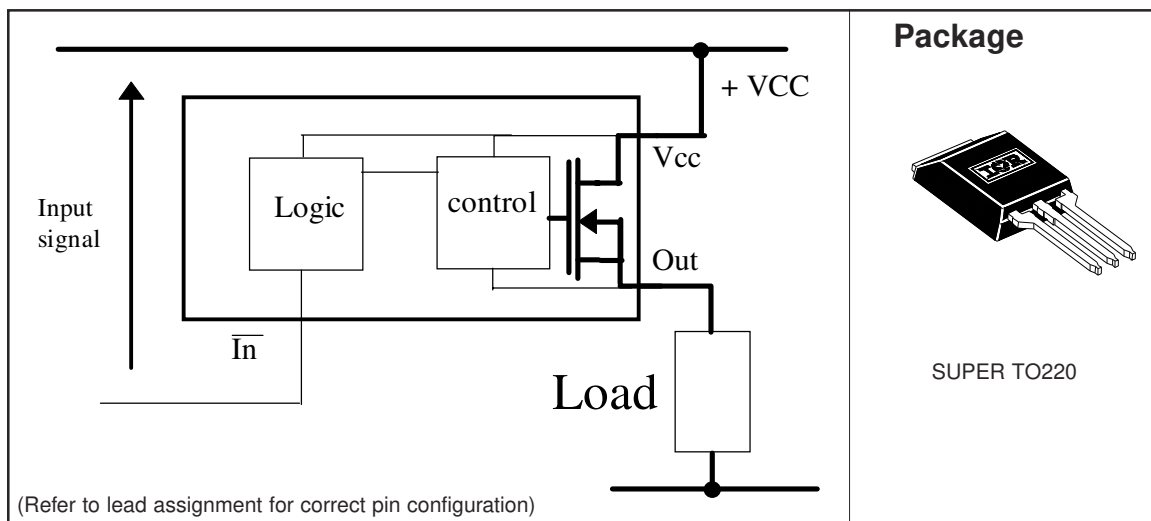 Package
+ VCC
Vcc
Input
signal
Logic
control
IOR
Out
I̅n̅
Load
SUPER TO220
(Refer to lead assignment for correct pin configuration)